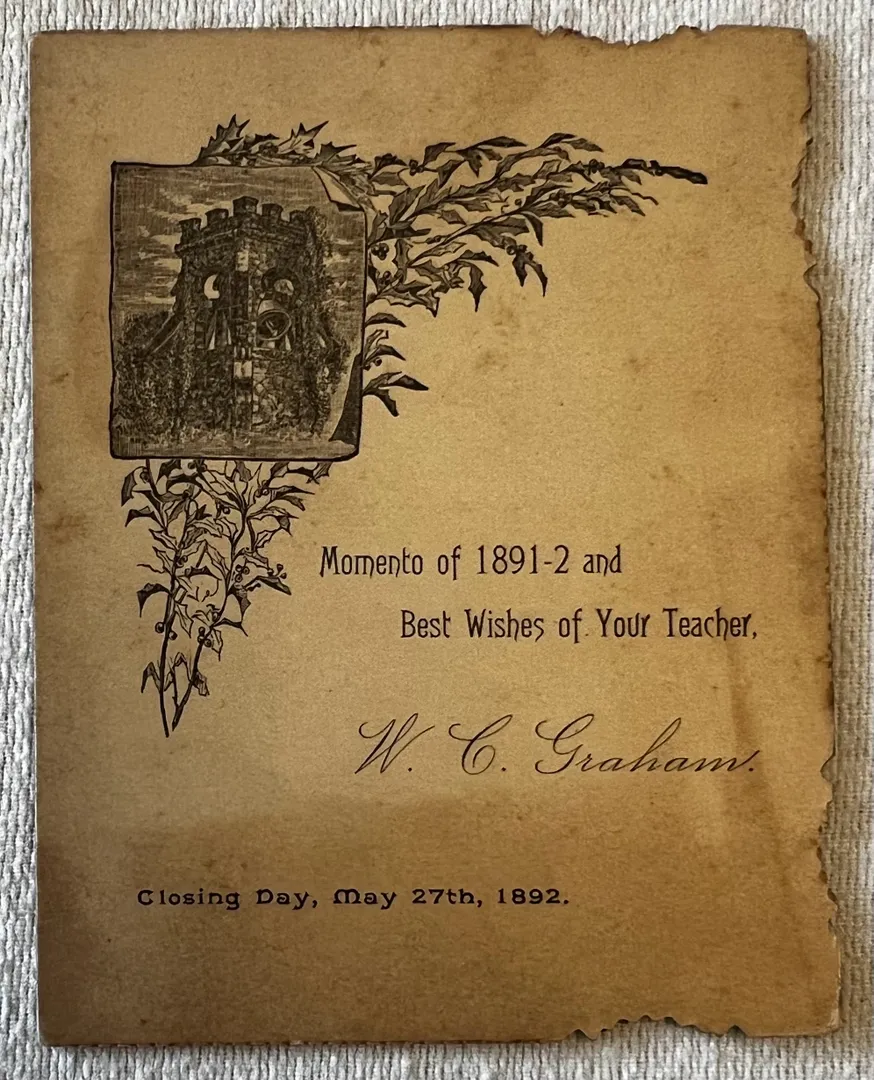 Momento of 1891-2 and
Best Wishes of Your Teacher,
W. C. Graham.
Closing Day, May 27th, 1892.